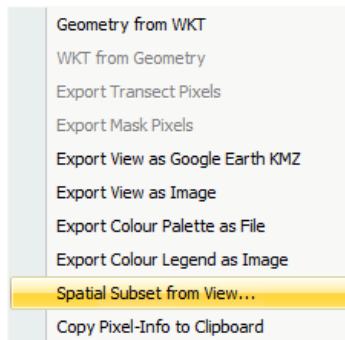 Geometry from WKT
WKT from Geometry
Export Transect Pixels
Export Mask Pixels
Export View as Google Earth KMZ
Export View as Image
Export Colour Palette as File
Export Colour Legend as Image
Spatial Subset from View...
Copy Pixel-Info to Clipboard